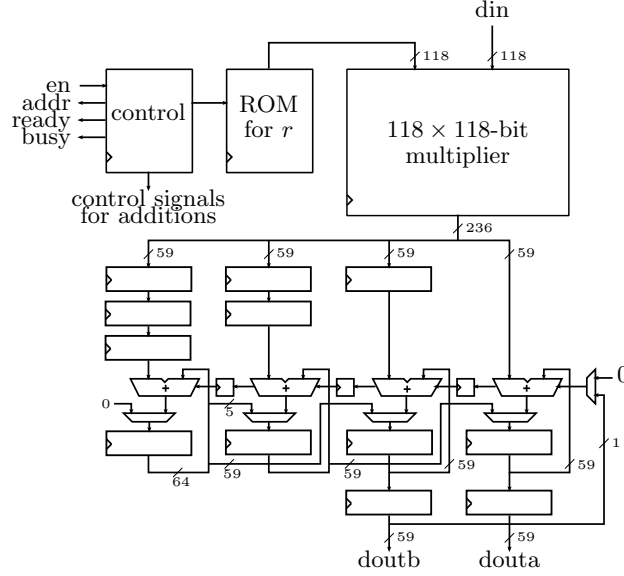 din
118
118
en
addr
ready
busy
control
ROM
for r
118 × 118-bit
multiplier
control signals
for additions
236
59
59
59
59
+
+
+
+
0
0
5
1
64
59
59
59
59
59
59
doutb
douta